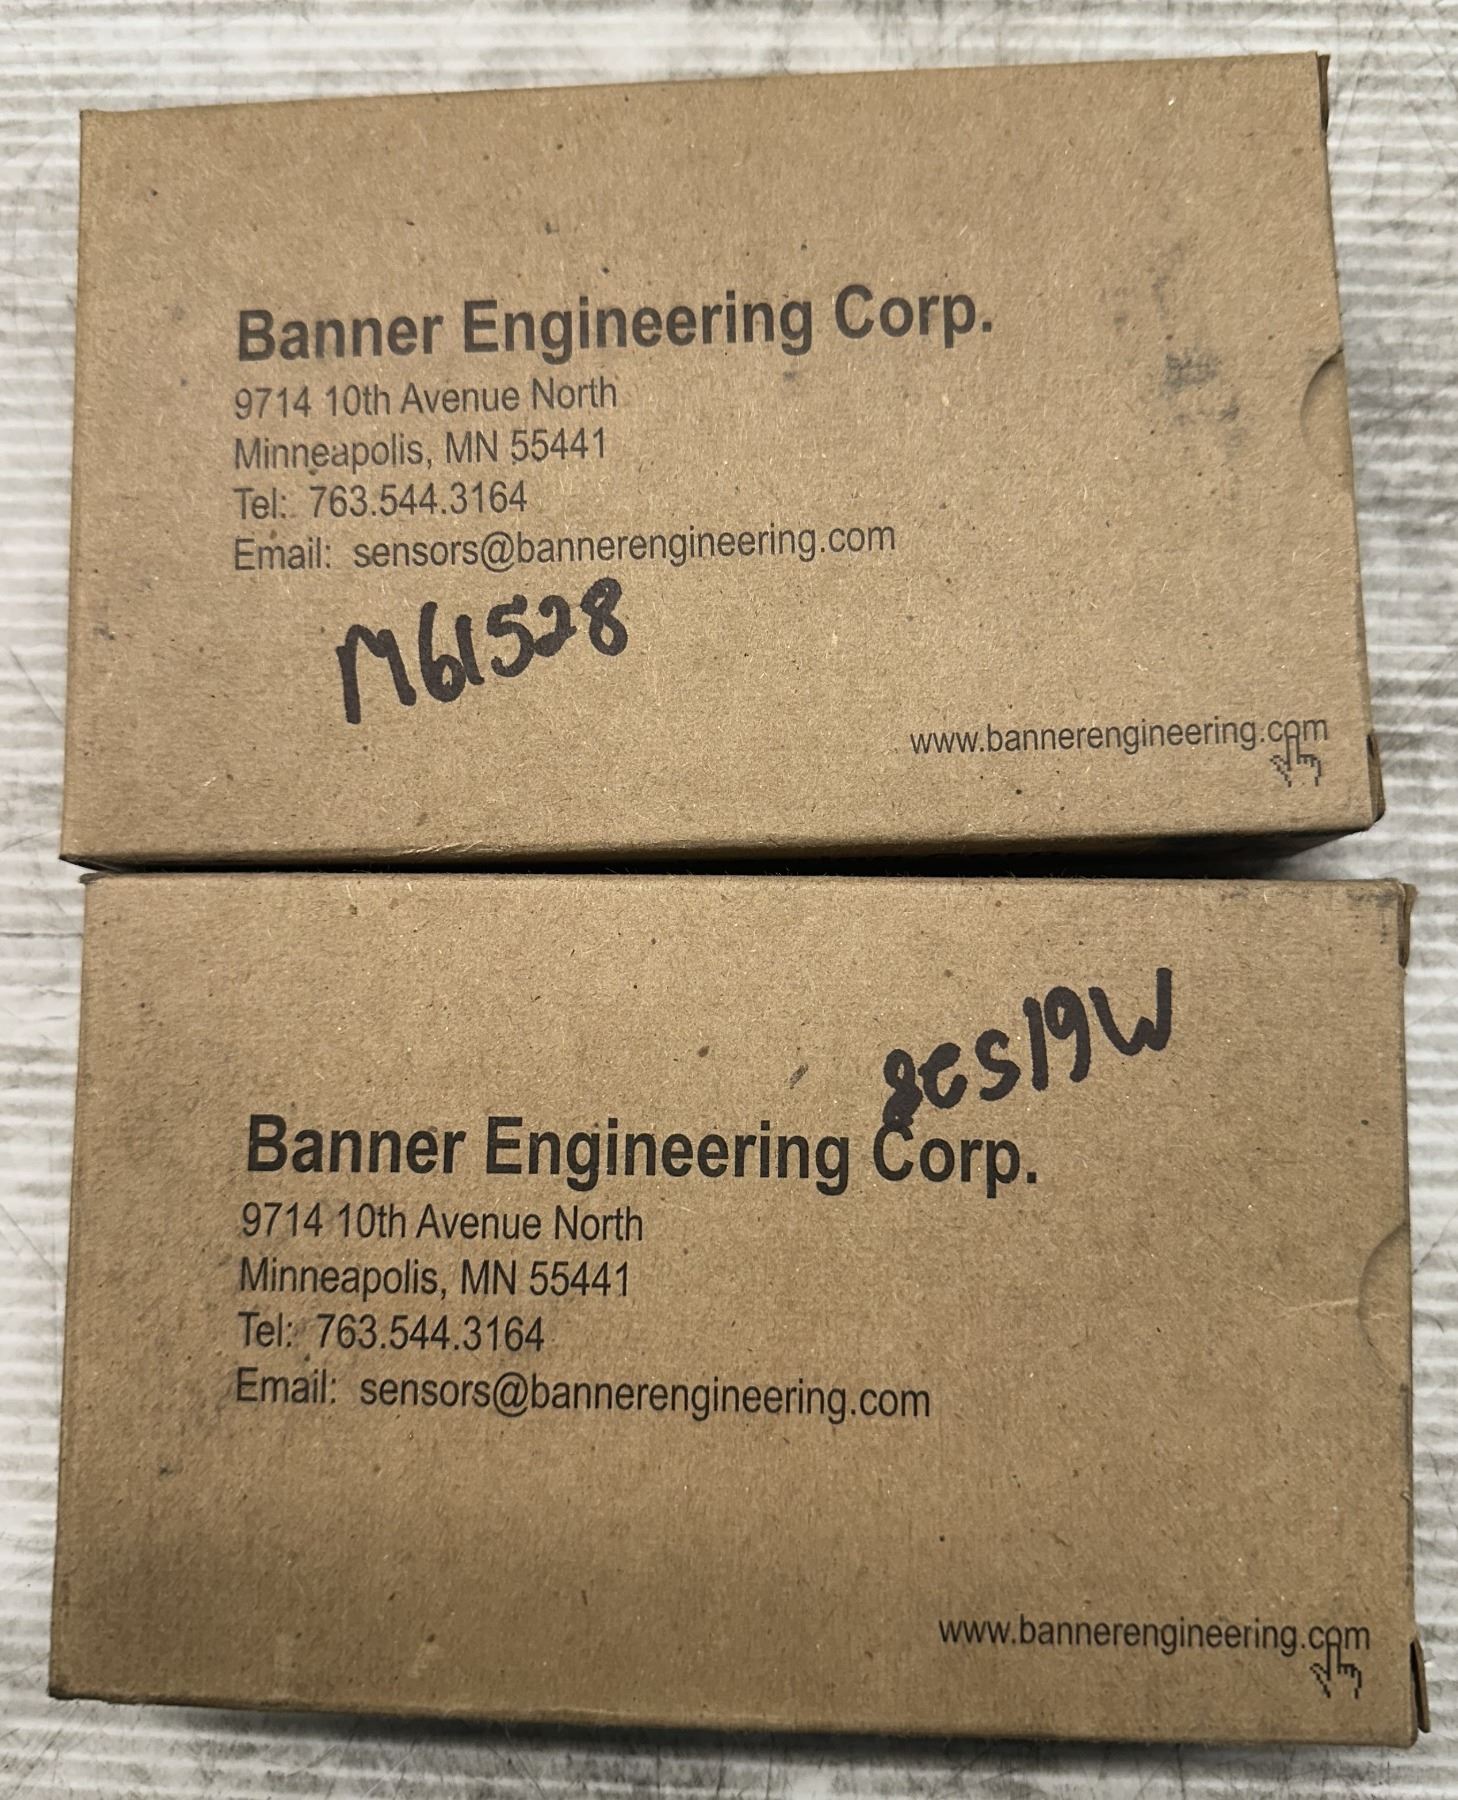 Banner Engineering Corp.
9714 10th Avenue North
Minneapolis, MN 55441
Tel: 763.544.3164
Email: sensors@bannerengineering.com
M61528
www.bannerengineering.com
M61528
Banner Engineering Corp.
9714 10th Avenue North
Minneapolis, MN 55441
Tel: 763.544.3164
Email: sensors@bannerengineering.com
www.bannerengineering.com